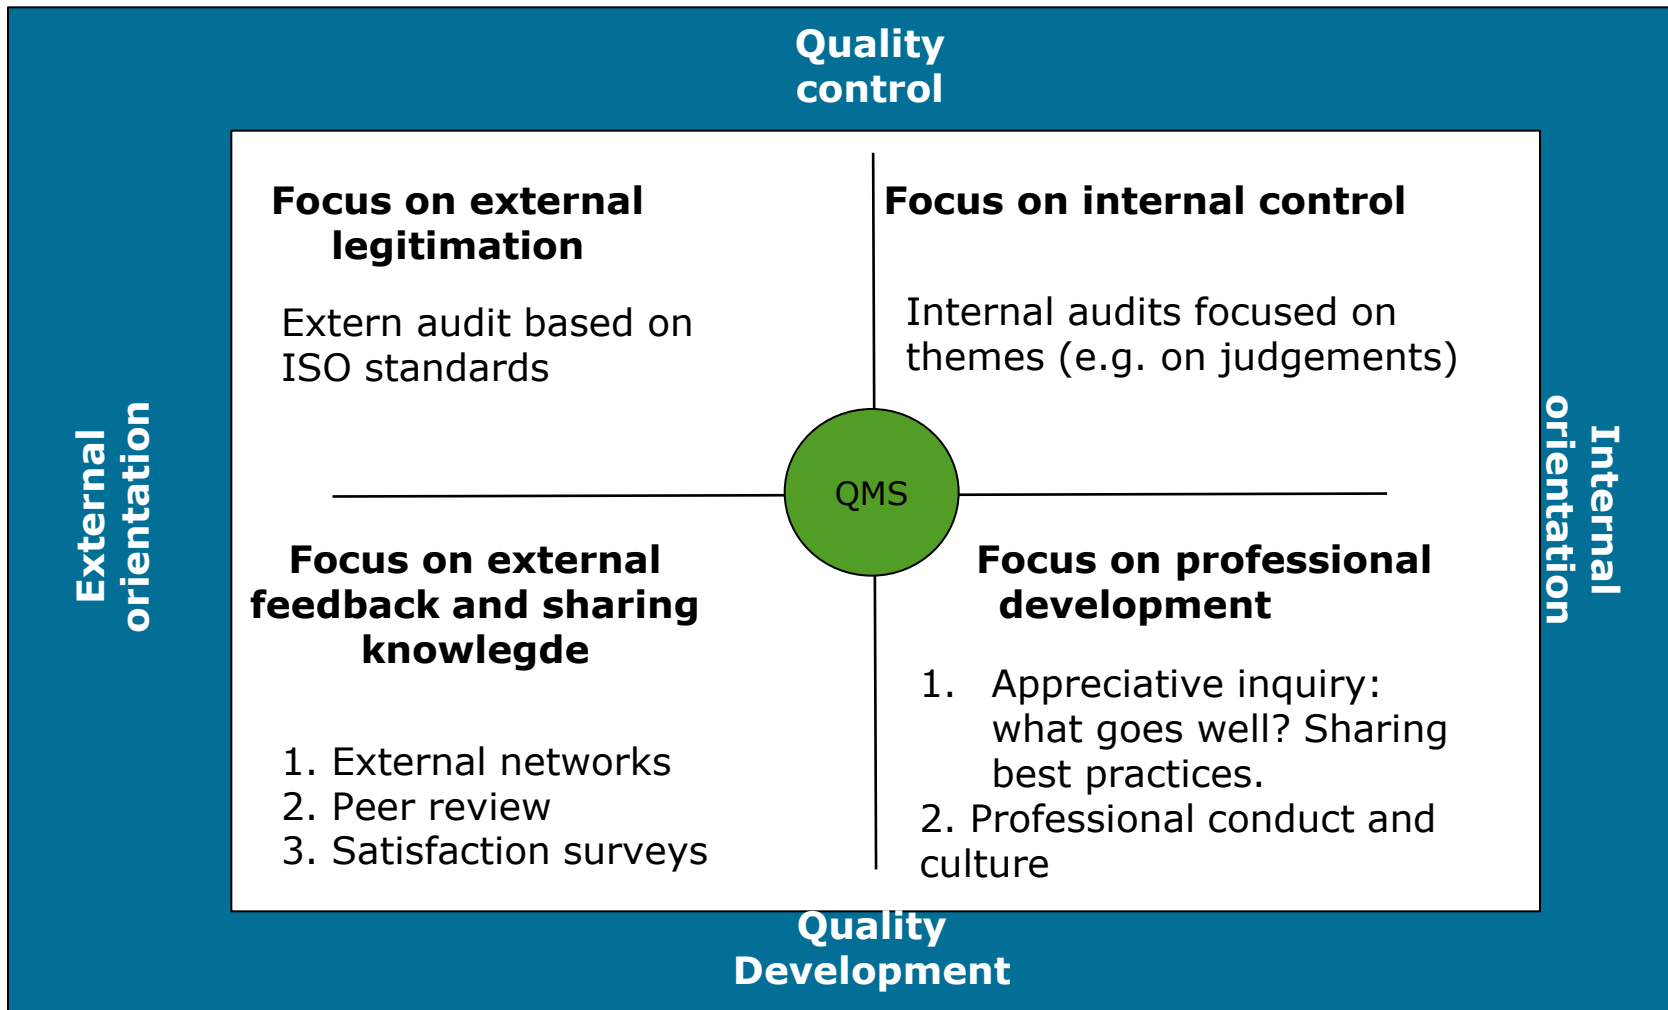 Quality
control
Focus on external
legitimation
Extern audit based on
ISO standards
Focus on internal control
Internal audits focused on
themes (e.g. on judgements)
External
orientation
QMS
Internal
orientation
Focus on external
feedback and sharing
knowlegde
1. External networks
2. Peer review
3. Satisfaction surveys
Focus on professional
development
1. Appreciative inquiry:
what goes well? Sharing
best practices.
2. Professional conduct and
culture
Quality
Development